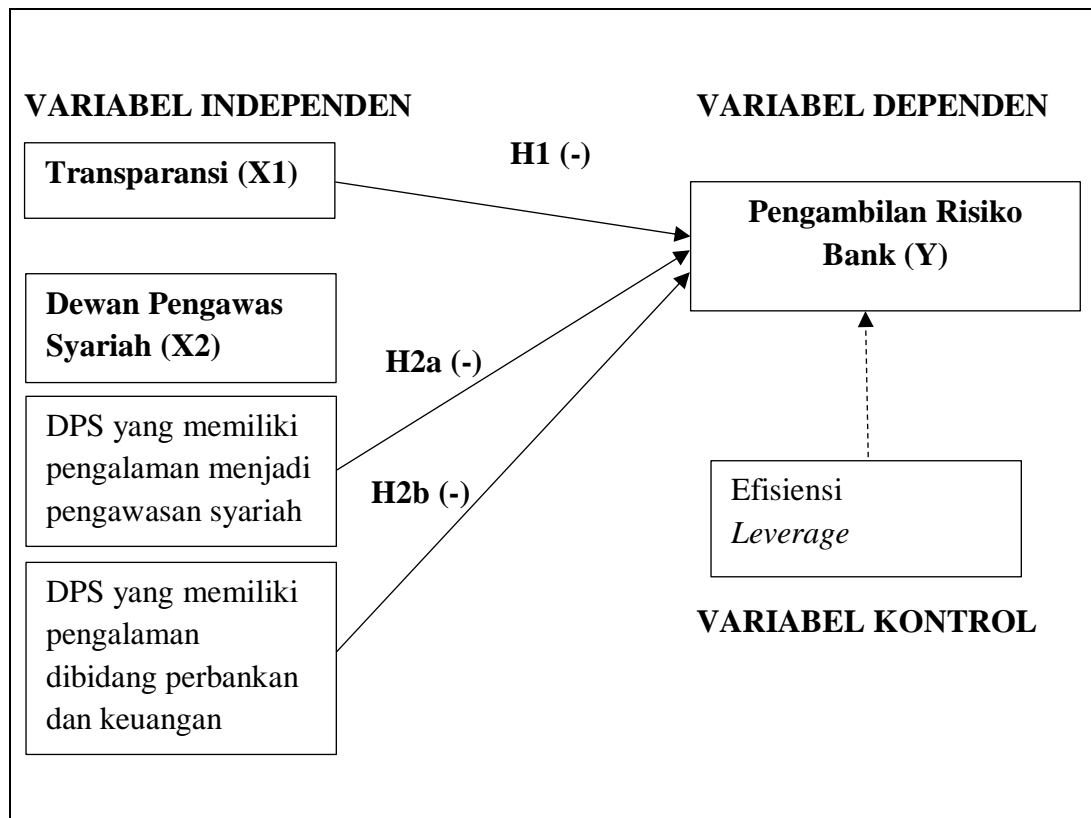 VARIABEL INDEPENDEN
VARIABEL DEPENDEN
H1 (-)
Transparansi (X1)
Pengambilan Risiko
Bank (Y)
Dewan Pengawas
Syariah (X2)
H2a (-)
DPS yang memiliki
pengalaman menjadi
pengawasan syariah
H2b (-)
Efisiensi
Leverage
DPS yang memiliki
pengalaman
dibidang perbankan
dan keuangan
VARIABEL KONTROL